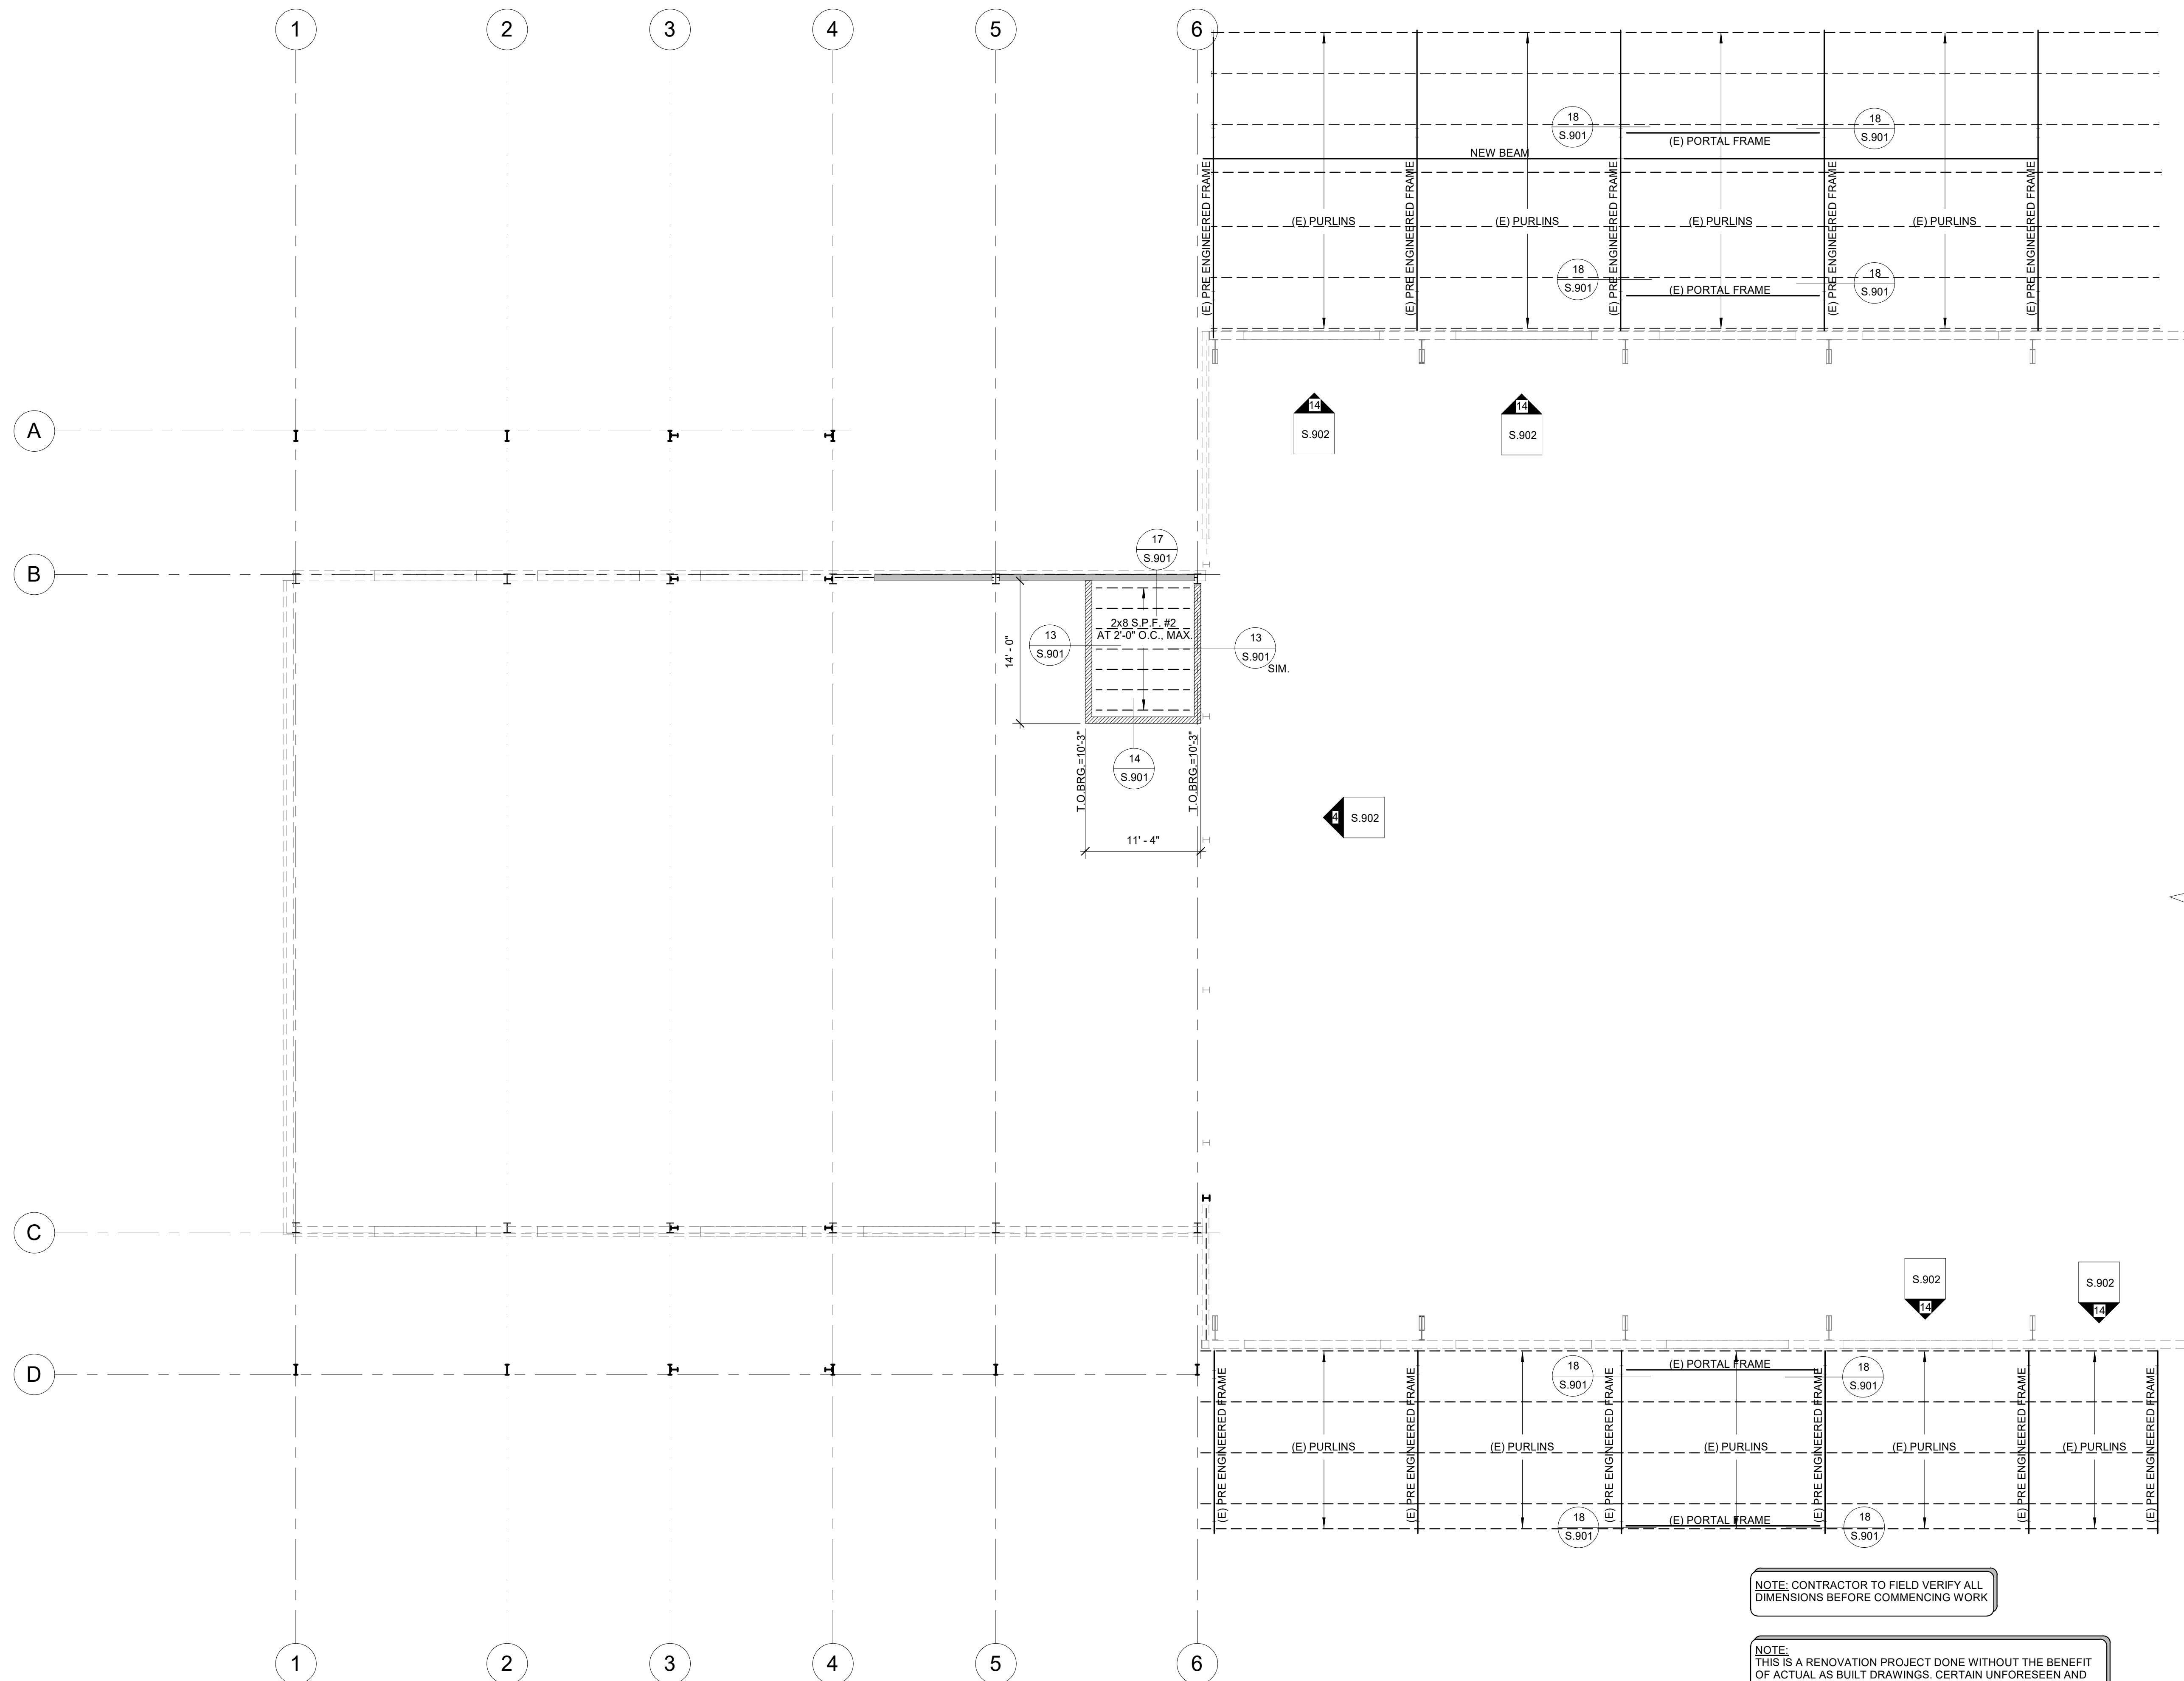 1
2
3
4
5
6
18
S.901
18
S.901
(E) PORTAL FRAME
NEW BEAM
(E) PRE ENGINEERED FRAME
(E) PRE ENGINEERED FRAME
(E) PRE ENGINEERED FRAME
(E) PRE ENGINEERED FRAME
(E) PRE ENGINEERED FRAME
(E) PURLINS
(E) PURLINS
(E) PURLINS
(E) PURLINS
18
S.901
18
S.901
(E) PORTAL FRAME
14
S.902
14
S.902
A
B
17
S.901
2x8 S.P.F. #2
AT 2'-0" O.C., MAX.
13
S.901
13
S.901
SIM.
14' - 0"
14
S.901
T.O.BRG.=10'-3"
T.O.BRG.=10'-3"
11' - 4"
4
S.902
C
S.902
14
S.902
14
D
18
S.901
(E) PORTAL FRAME
18
S.901
(E) PRE ENGINEERED FRAME
(E) PRE ENGINEERED FRAME
(E) PRE ENGINEERED FRAME
(E) PRE ENGINEERED FRAME
(E) PRE ENGINEERED FRAME
(E) PRE ENGINEERED FRAME
(E) PURLINS
(E) PURLINS
(E) PURLINS
(E) PURLINS
(E) PURLINS
18
S.901
(E) PORTAL FRAME
18
S.901
NOTE: CONTRACTOR TO FIELD VERIFY ALL
DIMENSIONS BEFORE COMMENCING WORK
NOTE:
THIS IS A RENOVATION PROJECT DONE WITHOUT THE BENEFIT
OF ACTUAL AS BUILT DRAWINGS. CERTAIN UNFORESEEN AND
1
2
3
4
5
6